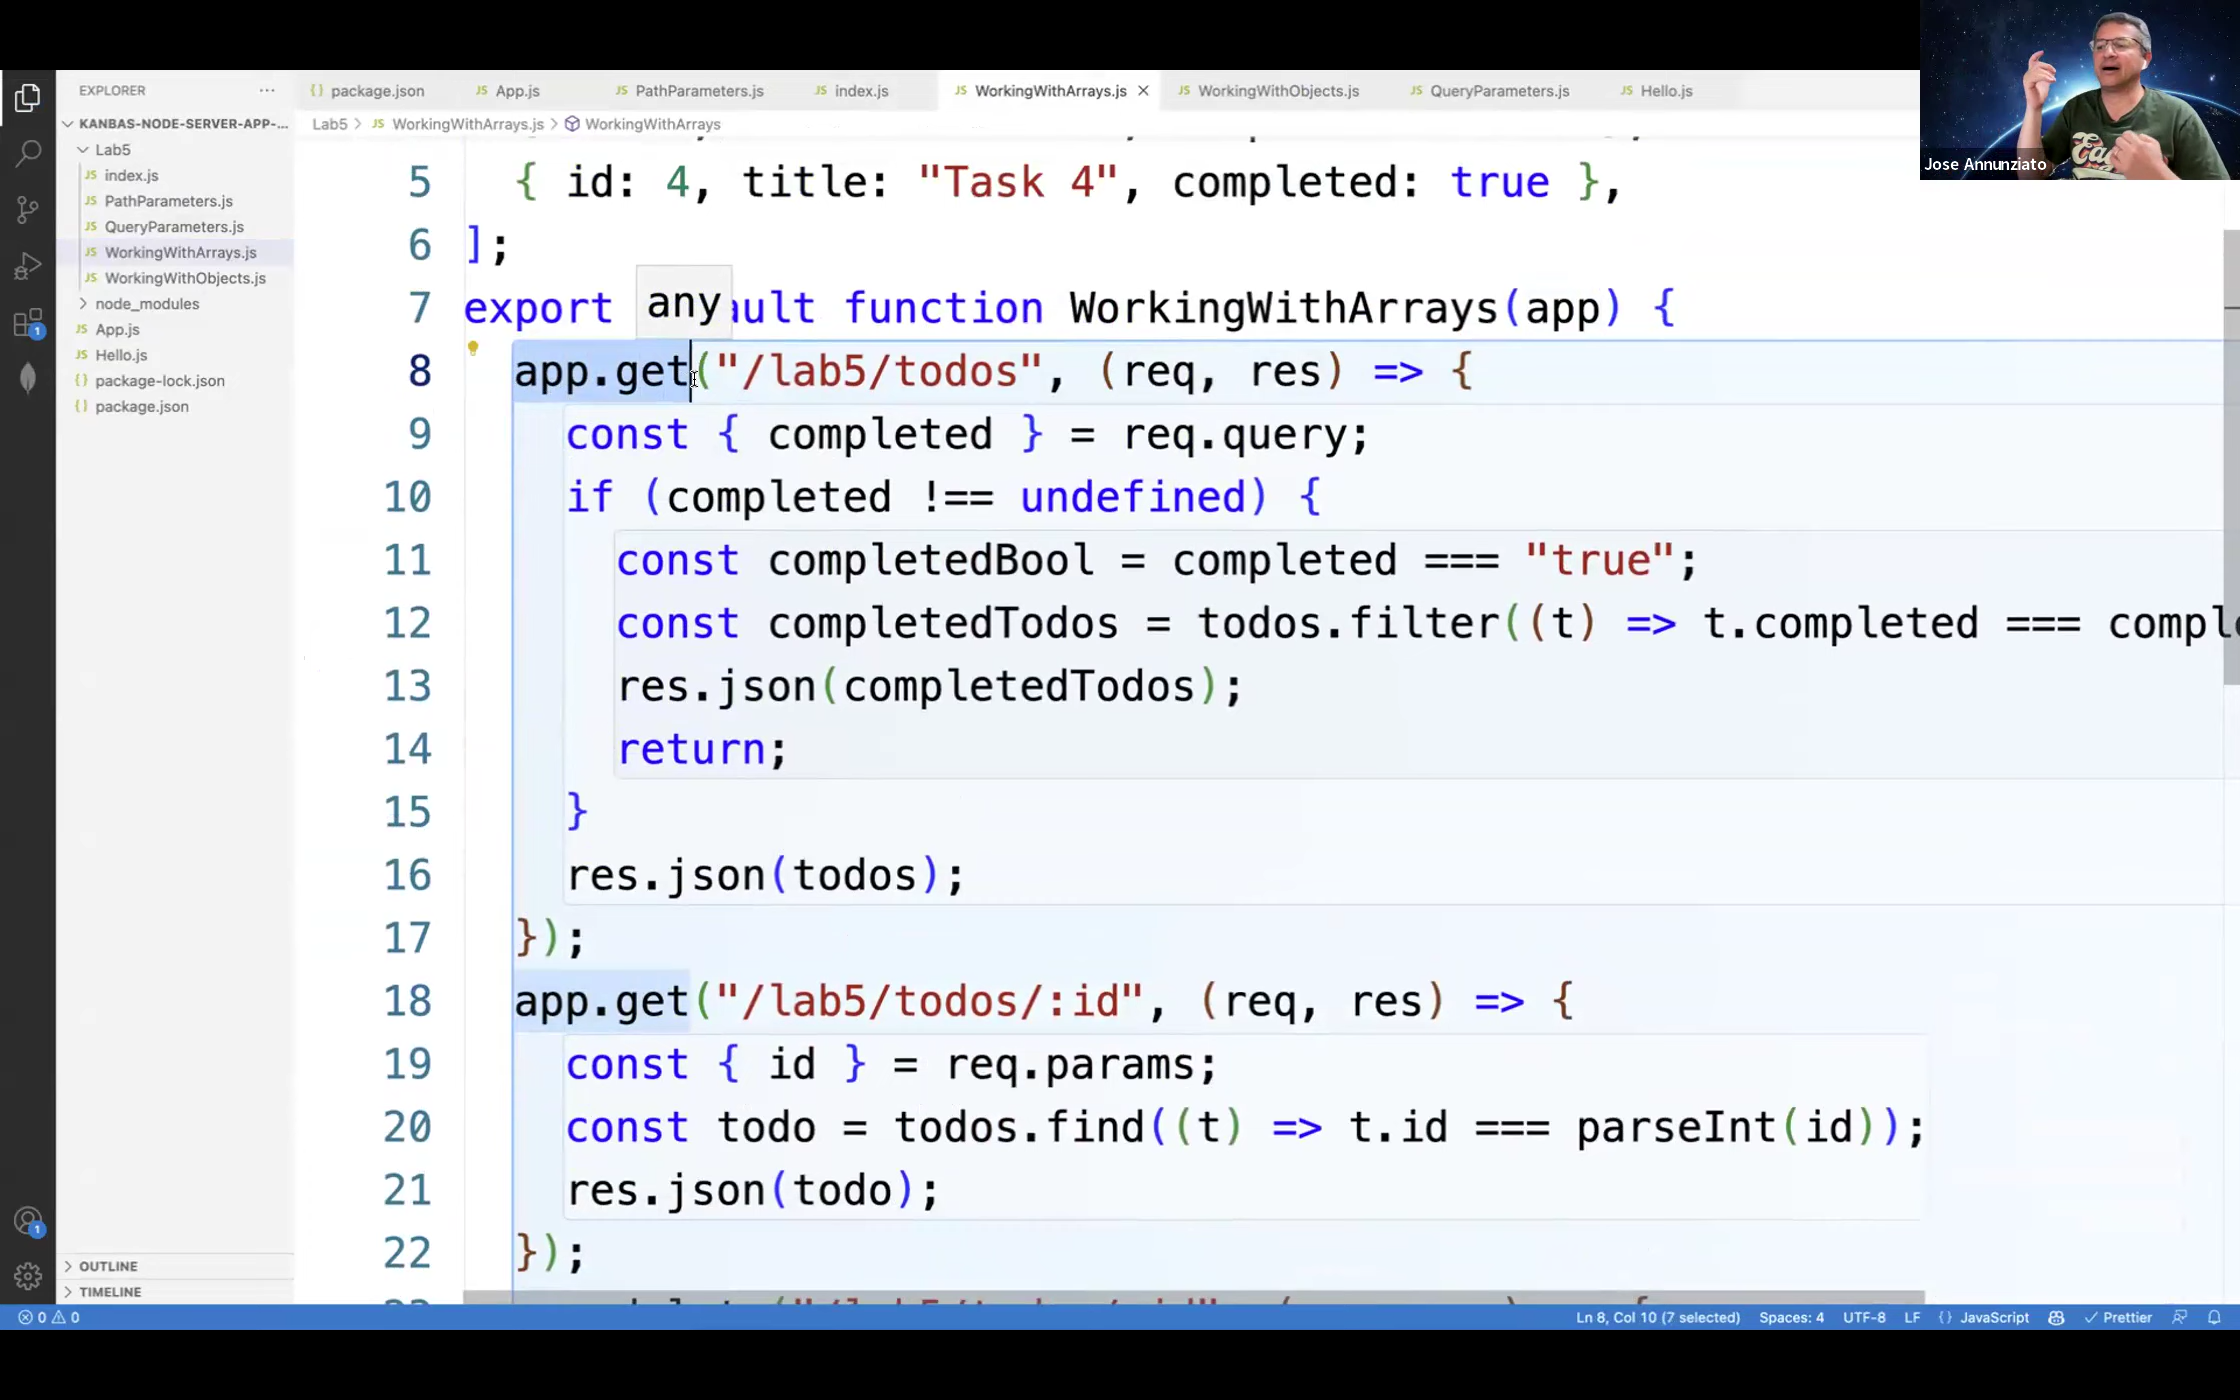 EXPLORER
KANBAS-NODE-SERVER-APP-...
Lab5
index.js
PathParameters.js
QueryParameters.js
WorkingWithArrays.js
WorkingWithObjects.js
node_modules
App.js
Hello.js
package-lock.json
package.json
OUTLINE
TIMELINE
package.json App.js PathParameters.js index.js WorkingWithArrays.js WorkingWithObjects.js QueryParameters.js Hello.js
Lab5 > JS WorkingWithArrays.js > WorkingWithArrays
5 { id: 4, title: "Task 4", completed: true },
6 ];
any
7 export ault function WorkingWithArrays(app) {
8 app.get("/lab5/todos", (req, res) => {
9 const { completed } = req.query;
10 if (completed !== undefined) {
11 const completedBool = completed === "true";
12 const completedTodos = todos.filter((t) => t.completed === compl
13 res.json(completedTodos);
14 return;
15 }
16 res.json(todos);
17 });
18 app.get("/lab5/todos/:id", (req, res) => {
19 const { id } = req.params;
20 const todo = todos.find((t) => t.id === parseInt(id));
21 res.json(todo);
22 });
Jose Annunziato
0 0 Ln 8, Col 10 (7 selected) Spaces: 4 UTF-8 LF {} JavaScript Prettier